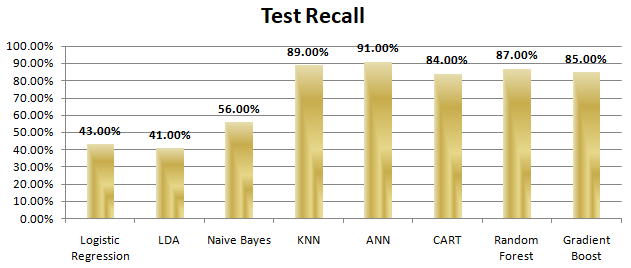 Test Recall
100.00%
90.00%
80.00%
70.00%
60.00%
50.00%
40.00%
30.00%
20.00%
10.00%
0.00%
43.00%
41.00%
56.00%
89.00%
91.00%
84.00%
87.00%
85.00%
Logistic
Regression
LDA
Naive Bayes
KNN
ANN
CART
Random
Forest
Gradient
Boost